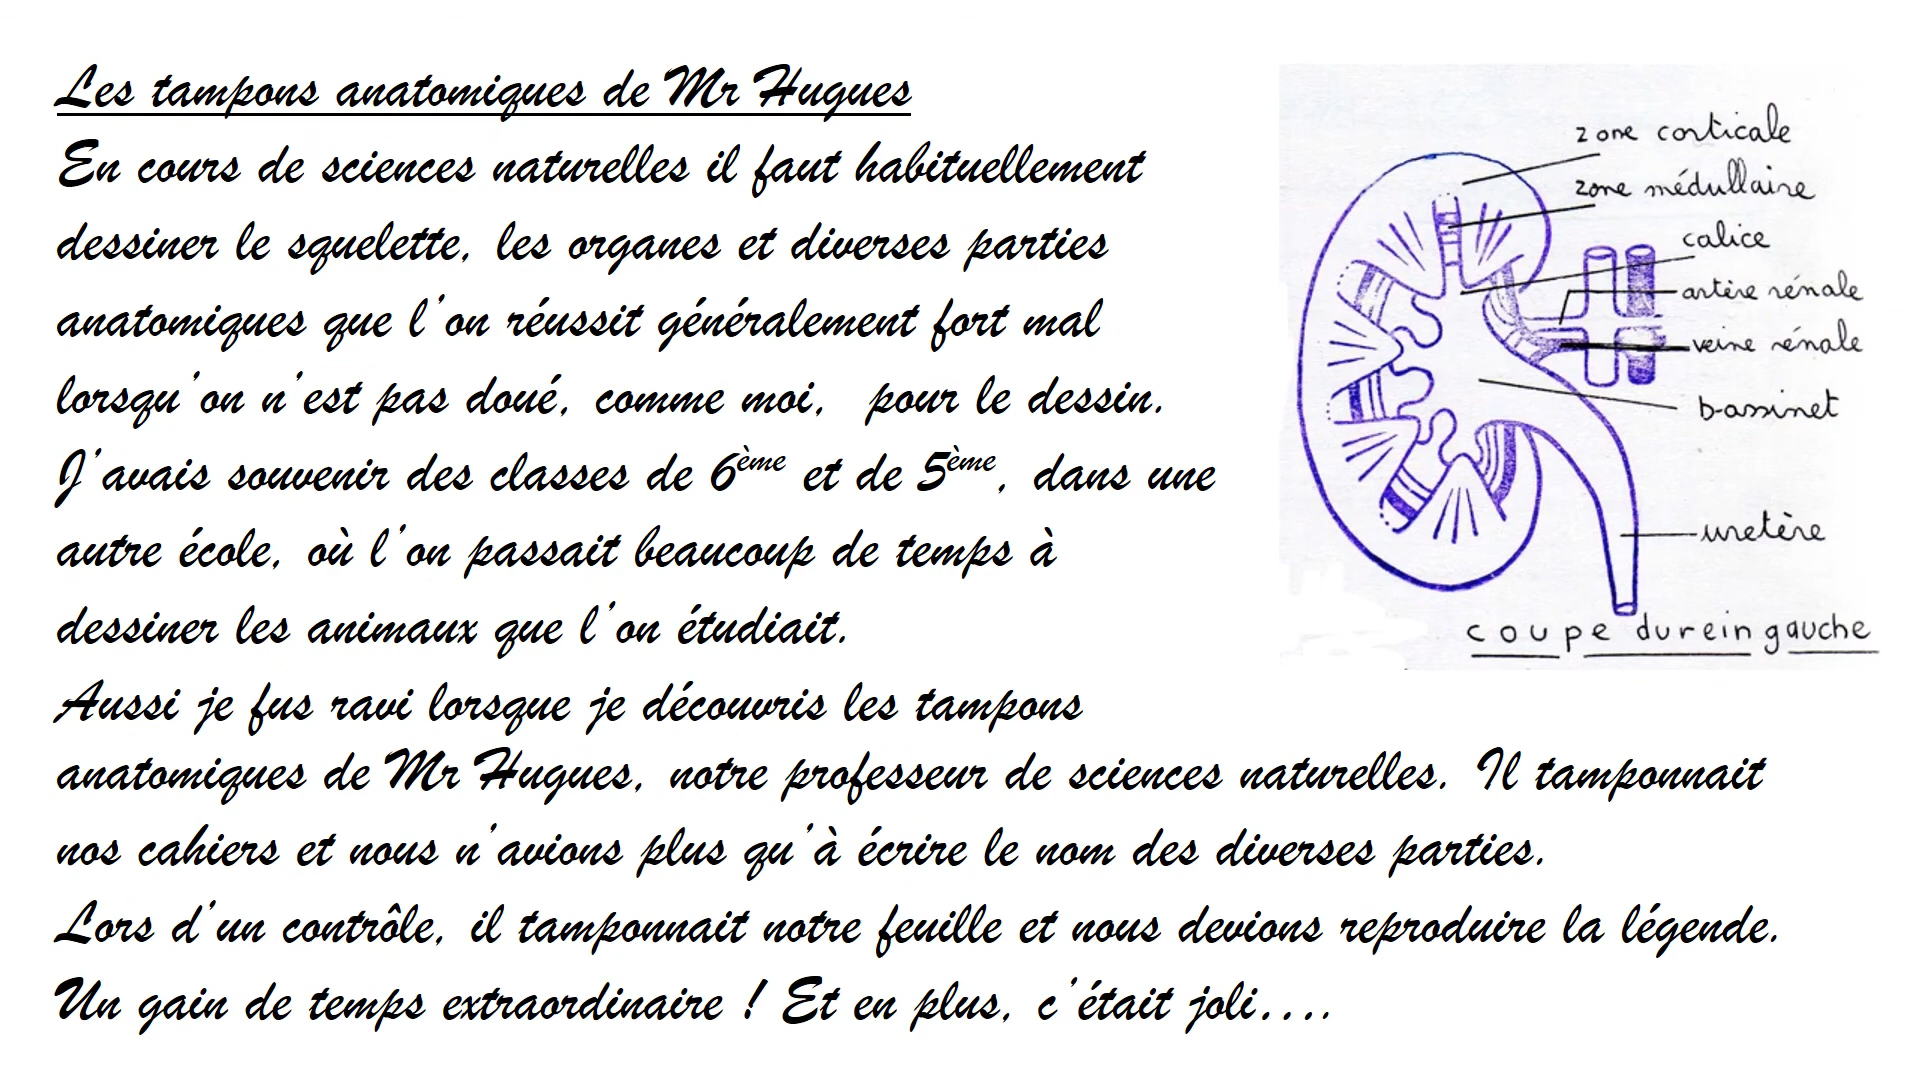 Les tampons anatomiques de Mr Hugues
En cours de sciences naturelles il faut habituellement
dessiner le squelette, les organes et diverses parties
anatomiques que l'on réussit généralement fort mal
lorsqu'on n'est pas doué, comme moi, pour le dessin.
J'avais souvenir des classes de 6ème et de 5ème, dans une
autre école, où l'on passait beaucoup de temps à
dessiner les animaux que l'on étudiait.
Aussi je fus ravi lorsque je découvris les tampons
anatomiques de Mr Hugues, notre professeur de sciences naturelles. Il tamponnait
nos cahiers et nous n'avions plus qu'à écrire le nom des diverses parties.
Lors d'un contrôle, il tamponnait notre feuille et nous devions reproduire la légende.
Un gain de temps extraordinaire ! Et en plus, c'était joli....
zone corticale
zone médullaire
calice
artère rénale
veine rénale
bassinet
uretère
coupe du rein gauche